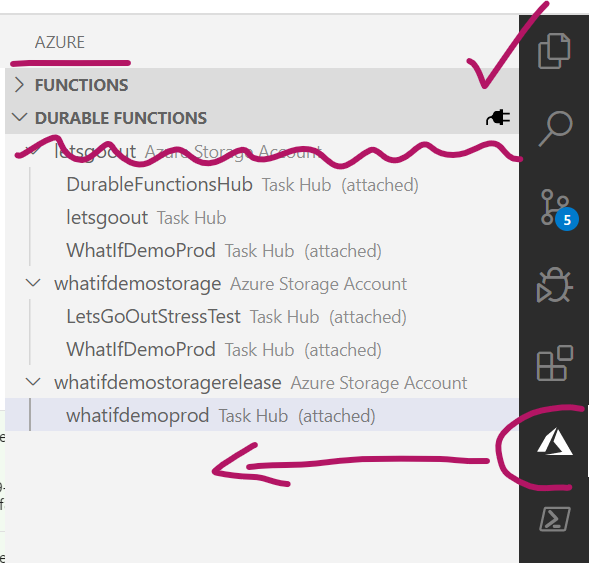 AZURE
FUNCTIONS
DURABLE FUNCTIONS
letsgoout Azure Storage Account
DurableFunctionsHub Task Hub (attached)
letsgoout Task Hub
WhatIfDemoProd Task Hub (attached)
whatifdemostorage Azure Storage Account
5
LetsGoOutStressTest Task Hub (attached)
WhatIfDemoProd Task Hub (attached)
whatifdemostoragerelease Azure Storage Account
whatifdemoprod Task Hub (attached)